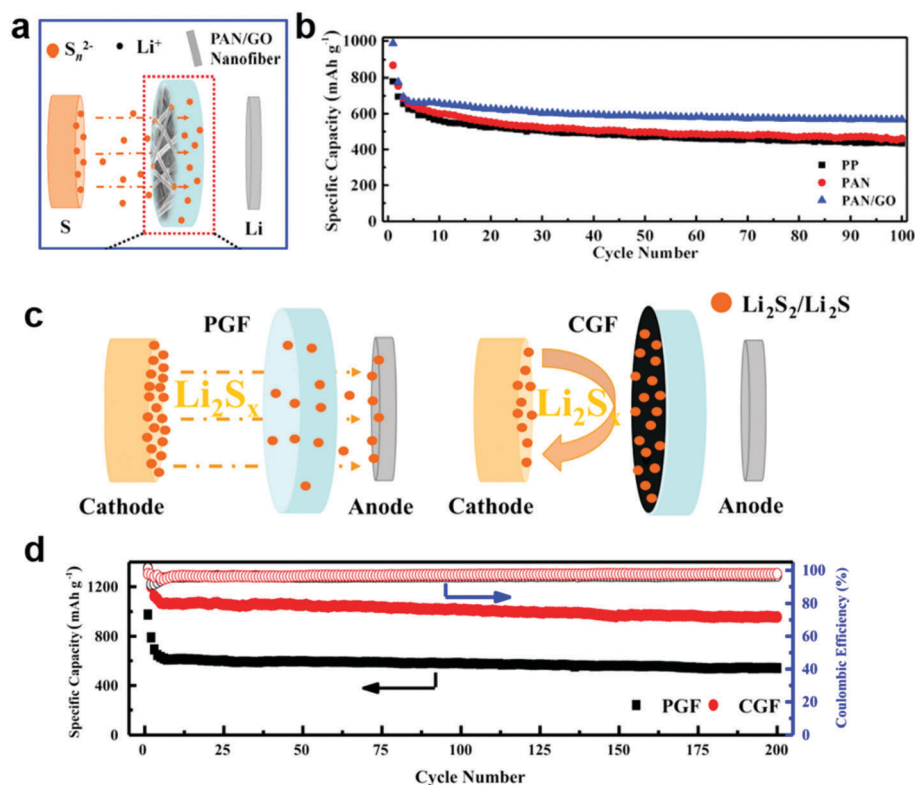 a
Sₙ²⁻
Li⁺
PAN/GO
Nanofiber
S
Li
b
Specific Capacity (mAh g⁻¹)
1000
800
600
400
200
0
PP
PAN
PAN/GO
0 10 20 30 40 50 60 70 80 90 100
Cycle Number
c
PGF
CGF
Li₂S₂/Li₂S
Li₂Sₓ
Li₂Sₓ
Cathode
Anode
Cathode
Anode
d
Specific Capacity (mAh g⁻¹)
1200
900
600
0
100
80
60
40
20
0
Coulombic Efficiency (%)
PGF
CGF
0 25 50 75 100 125 150 175 200
Cycle Number